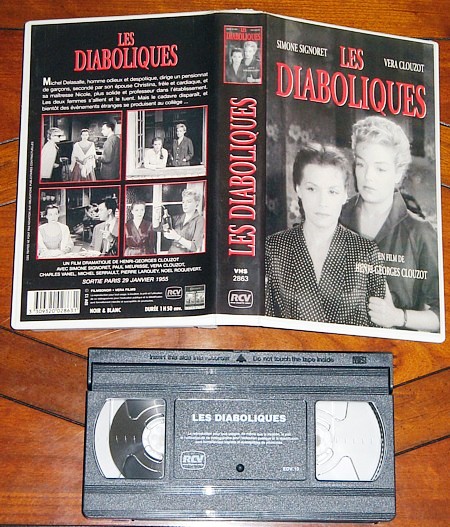 LES
DIABOLIQUES
Michel Delasalle, homme odieux et despotique, dirige un pensionnat
de garçons, secondé par son épouse Christina, frêle et cardiaque, et
sa maîtresse Nicole, plus solide et professeur dans l'établissement.
Les deux femmes s'allient et le tuent. Mais le cadavre disparaît, et
bientôt des événements étranges se produisent au collège ...
UN FILM DRAMATIQUE DE HENRI-GEORGES CLOUZOT
AVEC SIMONE SIGNORET, PAUL MEURISSE, VERA CLOUZOT,
CHARLES VANEL, MICHEL SERRAULT, PIERRE LARQUEY, NOEL ROQUEVERT.
SORTIE PARIS 29 JANVIER 1955
FILMSONOR - VERA FILMS
NOIR & BLANC
DURÉE 1 H 50 mn.
RCV
LES
DIABOLIQUES
LES DIABOLIQUES
VHS
2863
RCV
SIMONE SIGNORET
VERA CLOUZOT
LES
DIABOLIQUES
UN FILM DE
HENRI-GEORGES CLOUZOT
Insert this side into recorder
Do not touch the tape inside
LES DIABOLIQUES
RCV